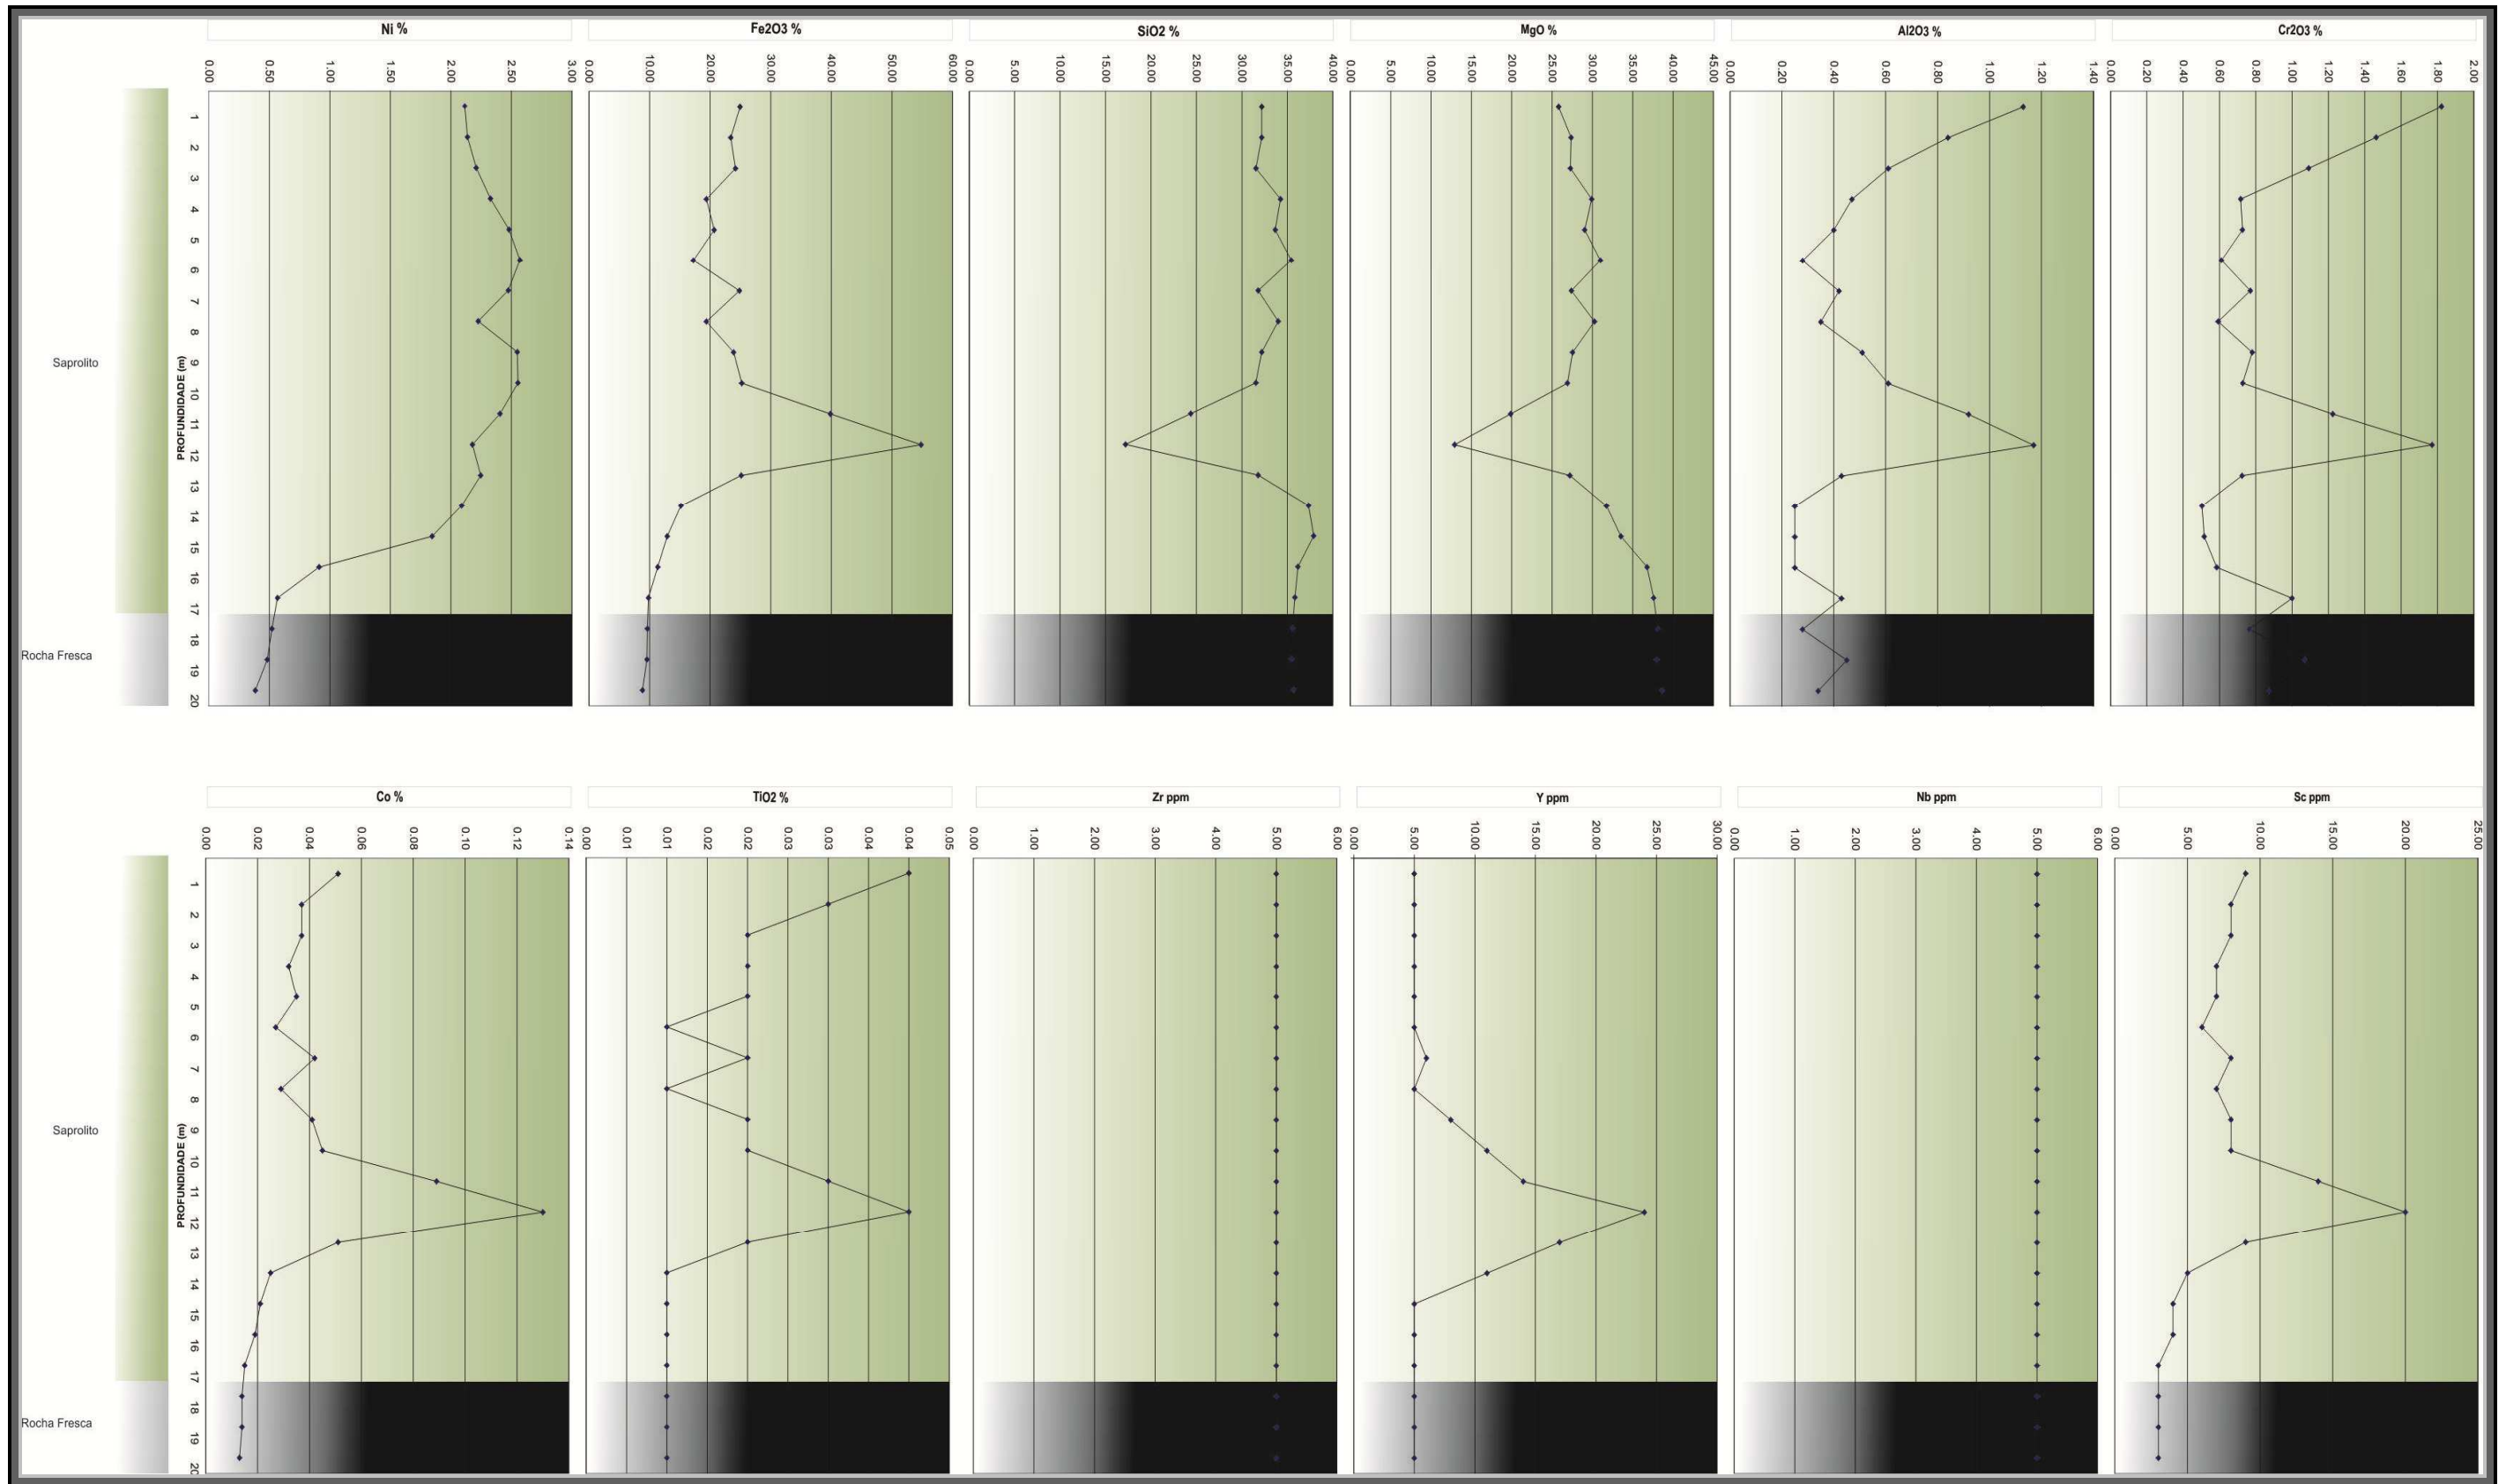 Ni %
Fe2O3 %
SiO2 %
MgO %
Al2O3 %
Cr2O3 %
0.00 0.50 1.00 1.50 2.00 2.50 3.00
0.00 10.00 20.00 30.00 40.00 50.00 60.00
0.00 5.00 10.00 15.00 20.00 25.00 30.00 35.00 40.00
0.00 5.00 10.00 15.00 20.00 25.00 30.00 35.00 40.00 45.00
0.00 0.20 0.40 0.60 0.80 1.00 1.20 1.40
0.00 0.20 0.40 0.60 0.80 1.00 1.20 1.40 1.60 1.80 2.00
Saprolito
Rocha Fresca
PROFUNDIDADE (m)
1
2
3
4
5
6
7
8
9
10
11
12
13
14
15
16
17
18
19
20
Co %
TiO2 %
Zr ppm
Y ppm
Nb ppm
Sc ppm
0.00 0.02 0.04 0.06 0.08 0.10 0.12 0.14
0.00 0.01 0.01 0.02 0.02 0.03 0.03 0.04 0.04 0.05
0.00 1.00 2.00 3.00 4.00 5.00 6.00
0.00 5.00 10.00 15.00 20.00 25.00 30.00
0.00 1.00 2.00 3.00 4.00 5.00 6.00
0.00 5.00 10.00 15.00 20.00 25.00
Saprolito
Rocha Fresca
PROFUNDIDADE (m)
1
2
3
4
5
6
7
8
9
10
11
12
13
14
15
16
17
18
19
20